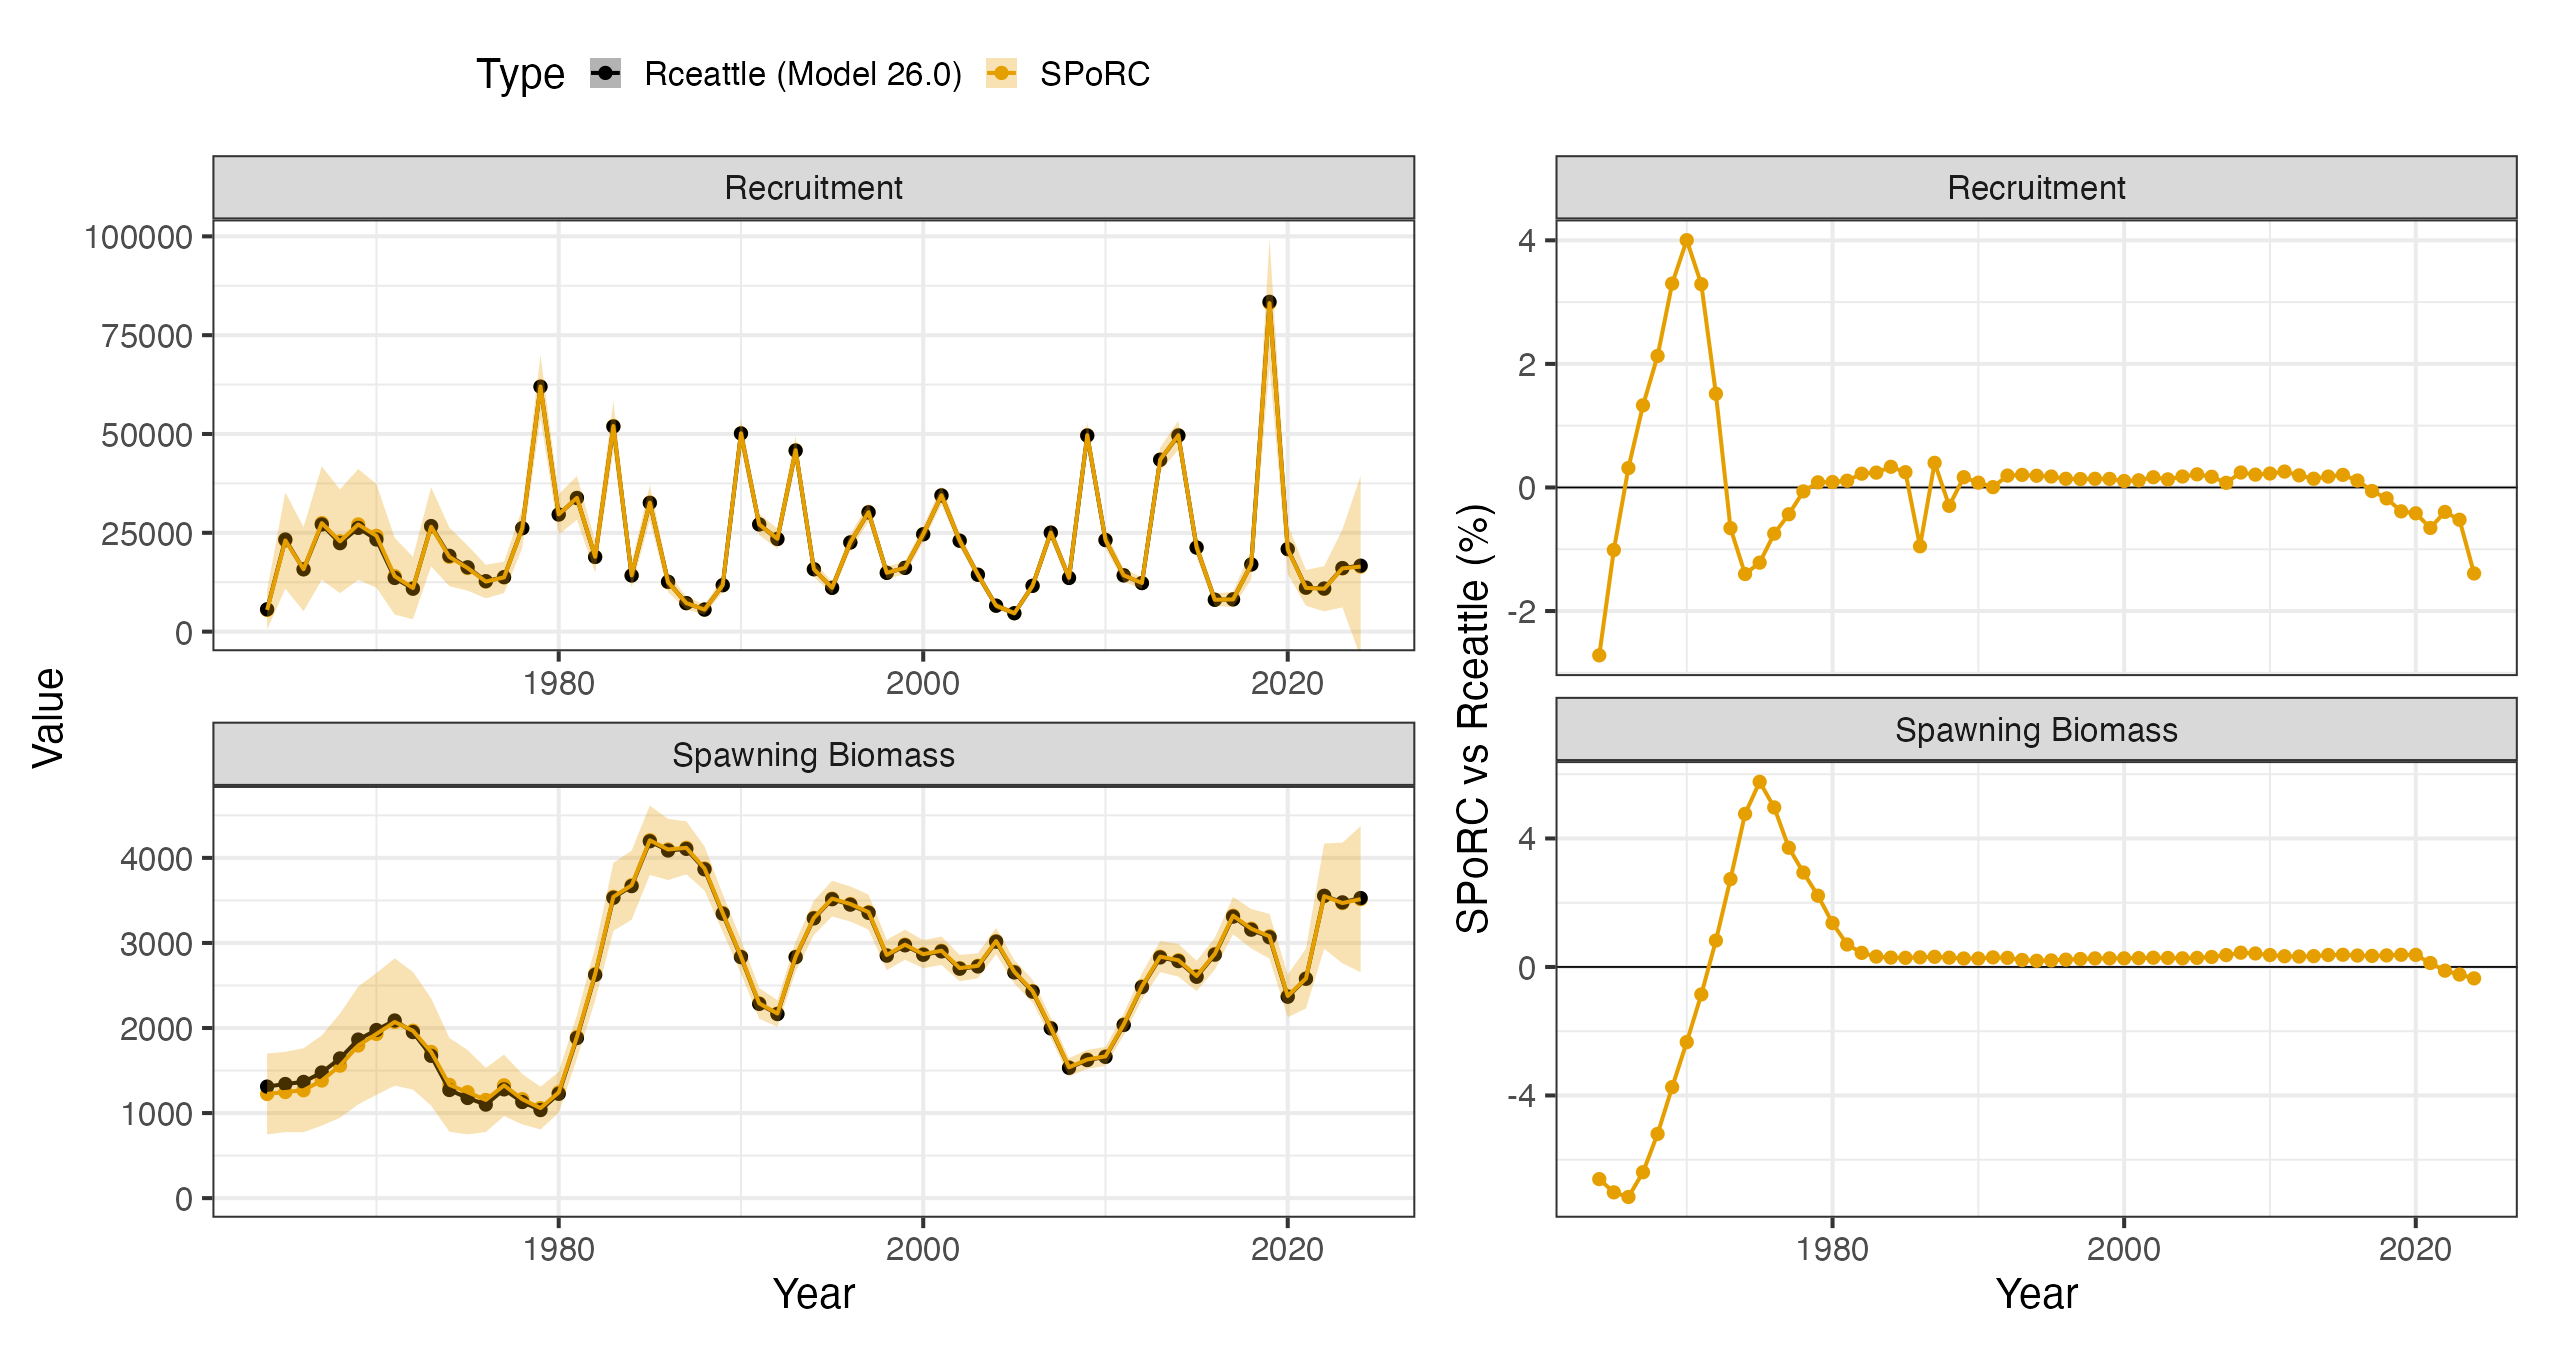 Type Rceattle (Model 26.0) SPoRC
Recruitment
100000
75000
50000
25000
0
1980 2000 2020
Spawning Biomass
4000
3000
2000
1000
0
1980 2000 2020
Year
Value
Recruitment
4
2
0
-2
Spawning Biomass
4
0
-4
1980 2000 2020
Year
SPoRC vs Rceattle (%)